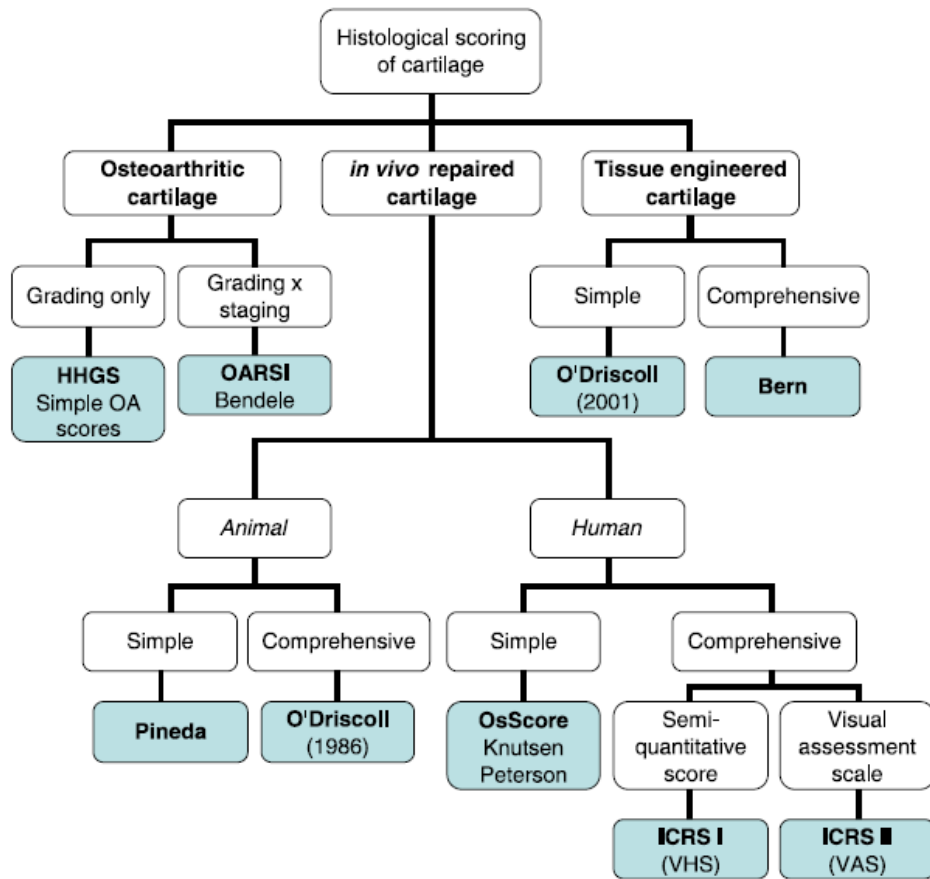 Histological scoring
of cartilage
Osteoarthritic
cartilage
in vivo repaired
cartilage
Tissue engineered
cartilage
Grading only
Grading x
staging
Simple
Comprehensive
HHGS
Simple OA
scores
OARSI
Bendele
O'Driscoll
(2001)
Bern
Animal
Human
Simple
Comprehensive
Simple
Comprehensive
Pineda
O'Driscoll
(1986)
OsScore
Knutsen
Peterson
Semi-
quantitative
score
Visual
assessment
scale
ICRS I
(VHS)
ICRS II
(VAS)